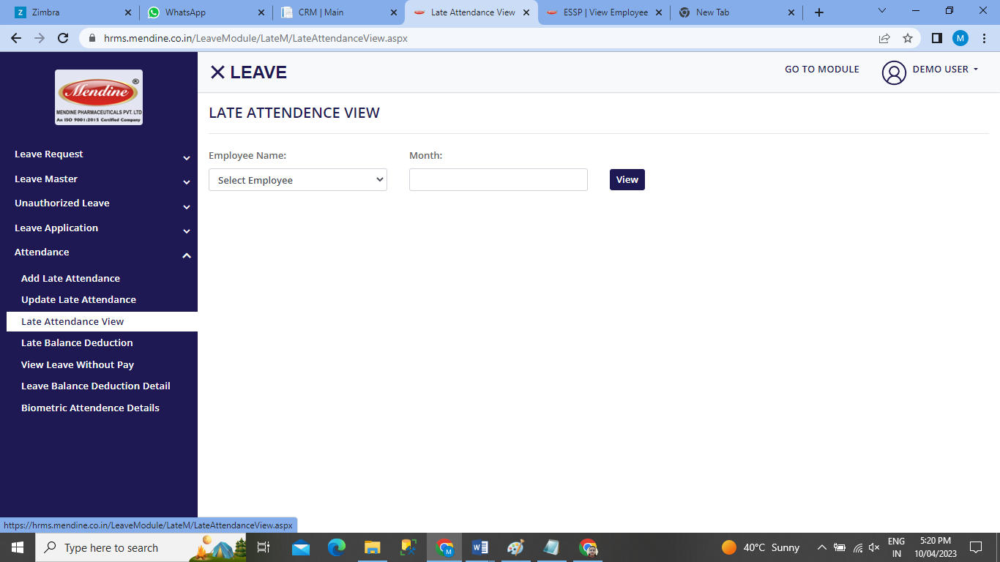 Zimbra
WhatsApp
CRM | Main
Late Attendance View
ESSP | View Employee
New Tab
hrms.mendine.co.in/LeaveModule/LateM/LateAttendanceView.aspx
M
Mendine
MENDINE PHARMACEUTICALS PVT. LTD
An ISO 9001:2015 Certified Company
LEAVE
GO TO MODULE
DEMO USER
LATE ATTENDENCE VIEW
Employee Name:
Month:
Select Employee
View
Leave Request
Leave Master
Unauthorized Leave
Leave Application
Attendance
Add Late Attendance
Update Late Attendance
Late Attendance View
Late Balance Deduction
View Leave Without Pay
Leave Balance Deduction Detail
Biometric Attendence Details
https://hrms.mendine.co.in/LeaveModule/LateM/LateAttendanceView.aspx
Type here to search
40°C Sunny
ENG
IN
5:20 PM
10/04/2023